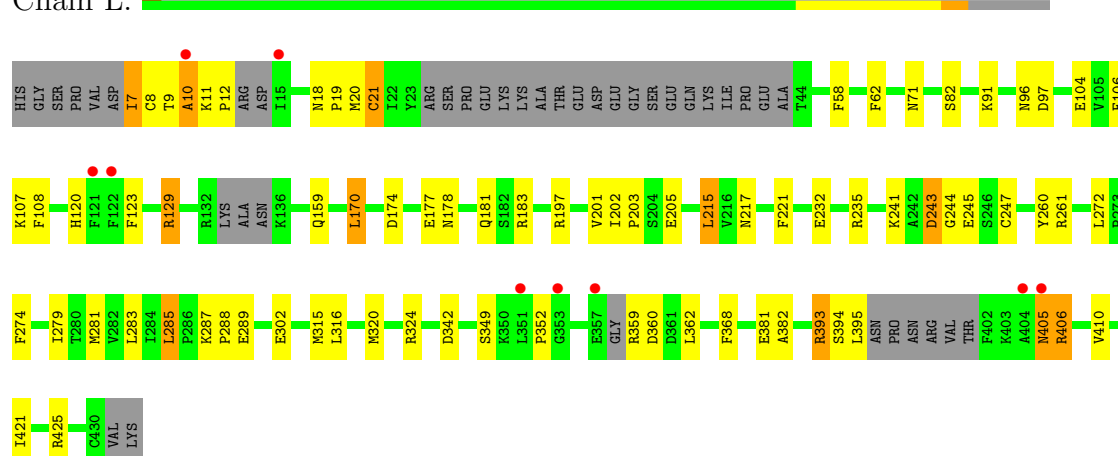 Chain L:
HIS GLY SER PRO VAL ASP I7 C8 T9 A10 K11 P12 ARG ASP I15 N18 P19 M20 C21 I22 Y23 ARG SER PRO GLU LYS LYS ALA THR GLU ASP GLU GLY SER GLU GLN LYS ILE PRO GLU ALA T44 F58 F62 N71 S82 K91 N96 D97 E104 V105
K107 F108 H120 F121 F122 F123 R129 R132 LYS ALA ASN K136 Q159 L170 D174 E177 N178 Q181 S182 R183 R197 V201 I202 P203 S204 E205 L215 V216 N217 F221 E232 R235 K241 A242 D243 G244 E245 S246 C247 Y260 R261 L272
F274 I279 T280 M281 V282 L283 I284 L285 P286 K287 P288 E289 E302 M315 L316 M320 R324 D342 S349 K350 L351 P352 G353 E357 GLY R359 D360 D361 L362 F368 E381 A382 R393 S394 L395 ASN PRO ASN ARG VAL THR F402 K403 A404 N405 R406 V410
I421 R425 C430 VAL LYS